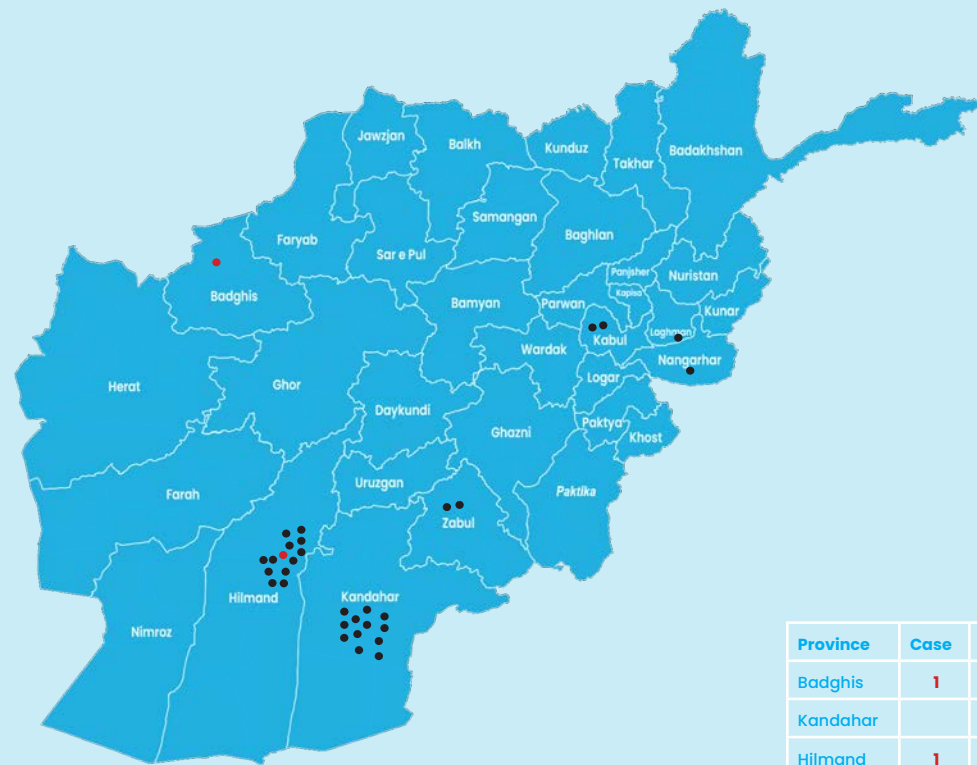 Jawzjan
Balkh
Kunduz
Takhar
Badakhshan
Samangan
Faryab
Sar e Pul
Baghlan
Badghis
Bamyan
Parwan
Panjsher
Kapisa
Nuristan
Kunar
Laghman
Kabul
Nangarhar
Wardak
Herat
Ghor
Daykundi
Logar
Ghazni
Paktya
Khost
Uruzgan
Paktika
Farah
Zabul
Hilmand
Kandahar
Nimroz
Province Case
Badghis 1
Kandahar
Hilmand 1